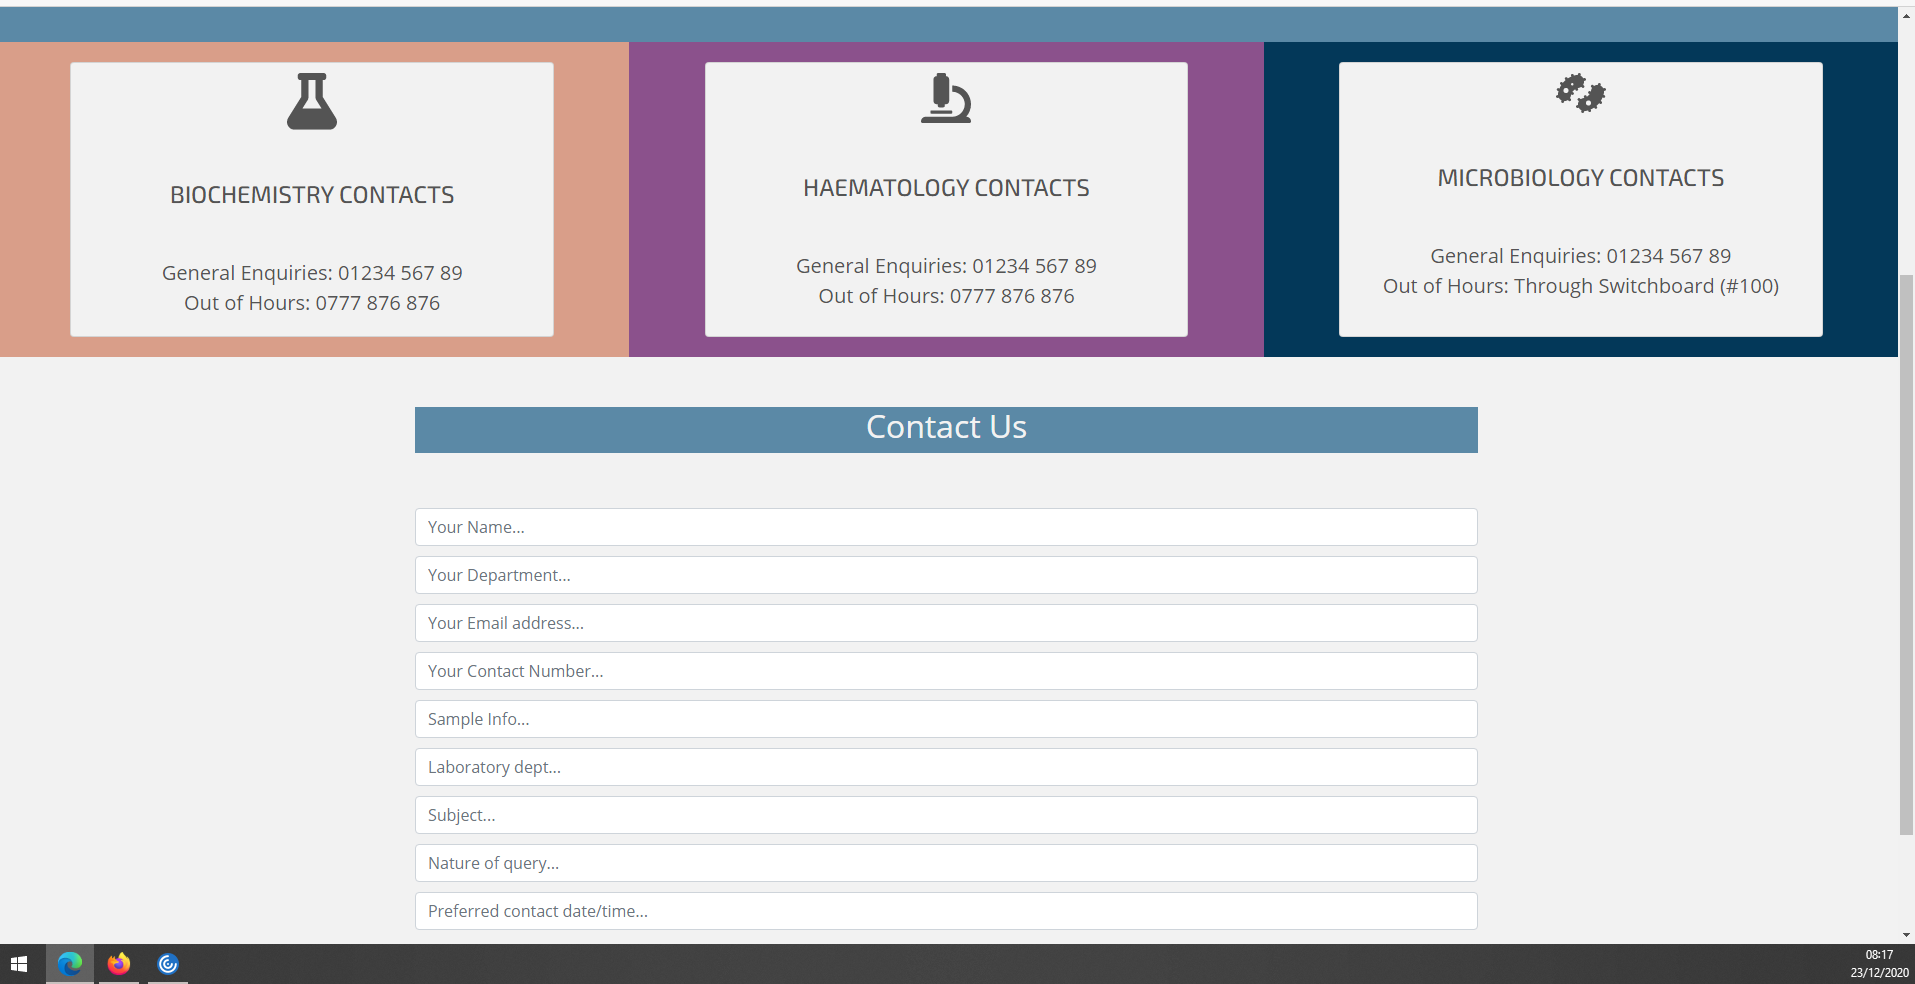 BIOCHEMISTRY CONTACTS
General Enquiries: 01234 567 89
Out of Hours: 0777 876 876
HAEMATOLOGY CONTACTS
General Enquiries: 01234 567 89
Out of Hours: 0777 876 876
MICROBIOLOGY CONTACTS
General Enquiries: 01234 567 89
Out of Hours: Through Switchboard (#100)
Contact Us
Your Name...
Your Department...
Your Email address...
Your Contact Number...
Sample Info...
Laboratory dept...
Subject...
Nature of query...
Preferred contact date/time...
08:17
23/12/2020